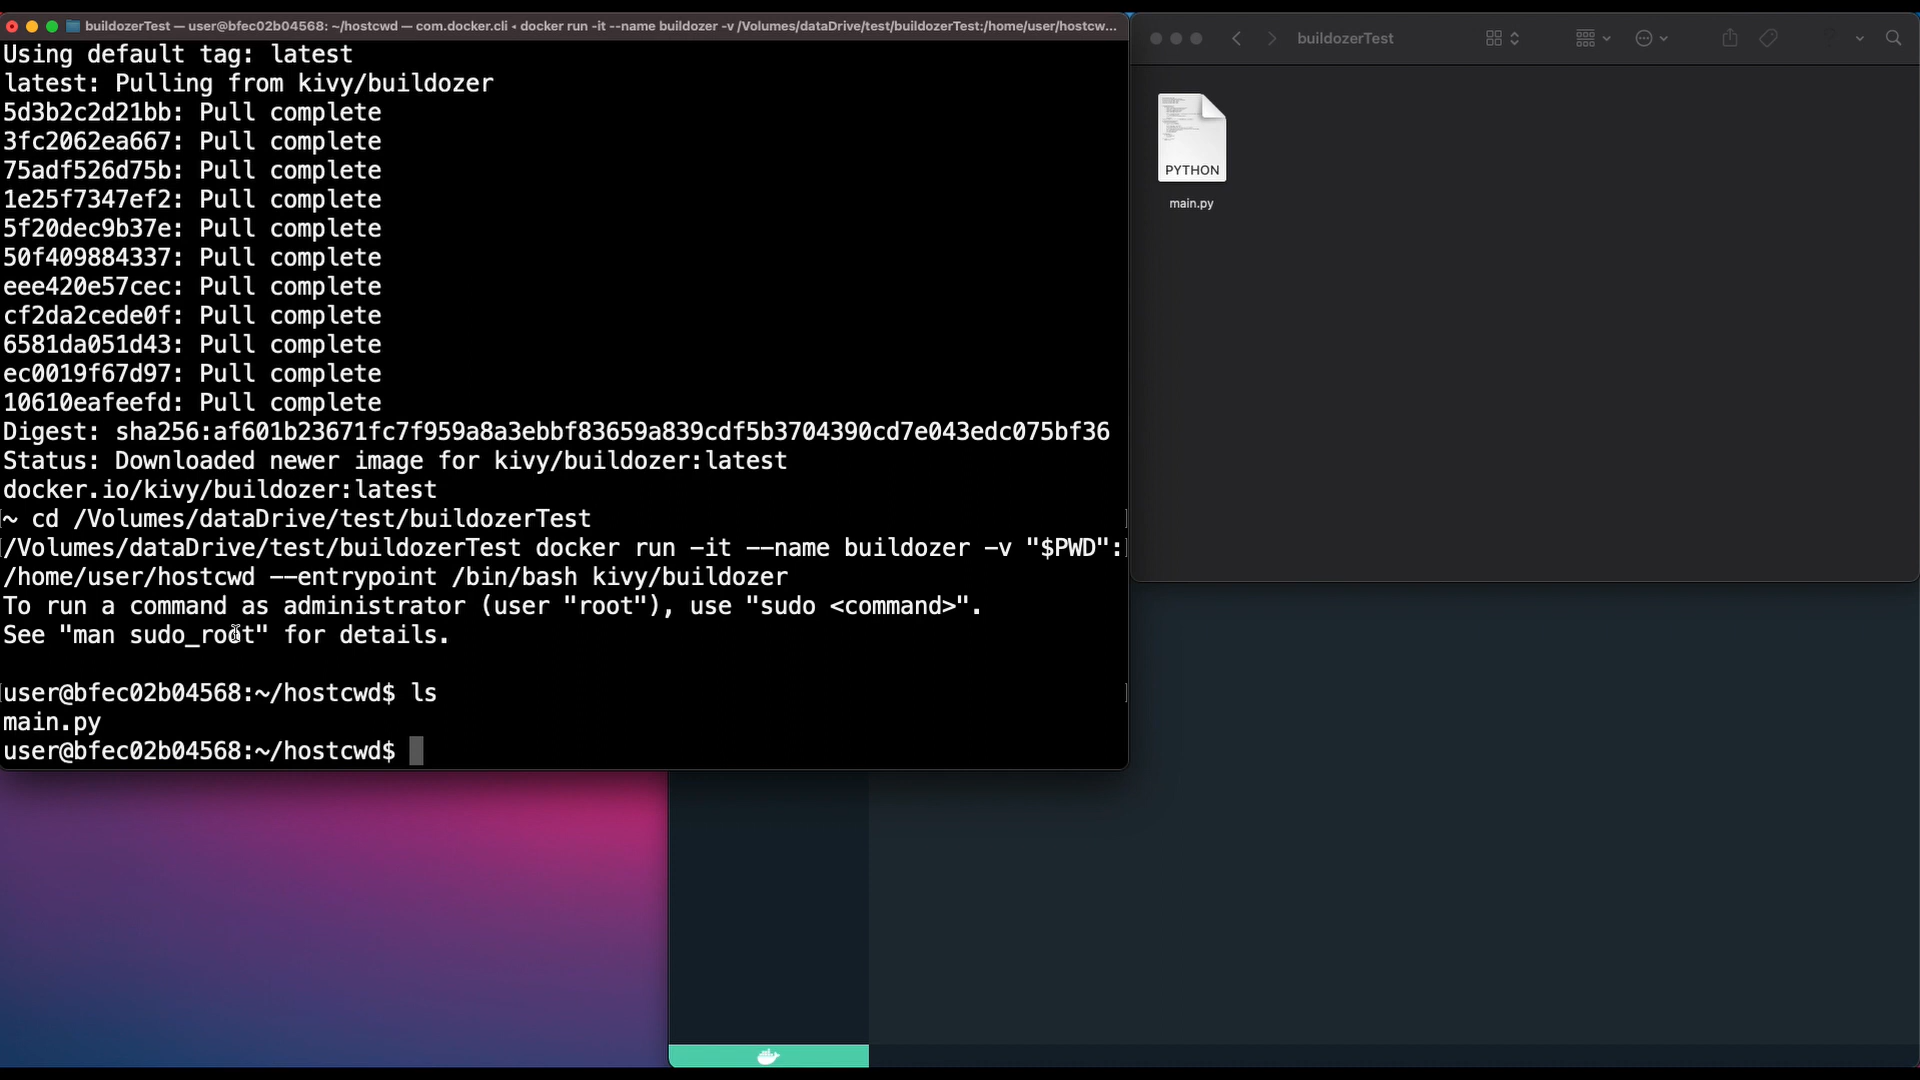 buildozerTest — user@bfec02b04568: ~/hostcwd — com.docker.cli ◂ docker run -it --name buildozer -v /Volumes/dataDrive/test/buildozerTest:/home/user/hostcw...
Using default tag: latest
latest: Pulling from kivy/buildozer
5d3b2c2d21bb: Pull complete
3fc2062ea667: Pull complete
75adf526d75b: Pull complete
1e25f7347ef2: Pull complete
5f20dec9b37e: Pull complete
50f409884337: Pull complete
eee420e57cec: Pull complete
cf2da2cede0f: Pull complete
6581da051d43: Pull complete
ec0019f67d97: Pull complete
10610eafeefd: Pull complete
Digest: sha256:af601b23671fc7f959a8a3ebbf83659a839cdf5b3704390cd7e043edc075bf36
Status: Downloaded newer image for kivy/buildozer:latest
docker.io/kivy/buildozer:latest
~ cd /Volumes/dataDrive/test/buildozerTest
/Volumes/dataDrive/test/buildozerTest docker run -it --name buildozer -v "$PWD":
/home/user/hostcwd --entrypoint /bin/bash kivy/buildozer
To run a command as administrator (user "root"), use "sudo <command>".
See "man sudo_root" for details.
user@bfec02b04568:~/hostcwd$ ls
main.py
user@bfec02b04568:~/hostcwd$
buildozerTest
PYTHON
main.py